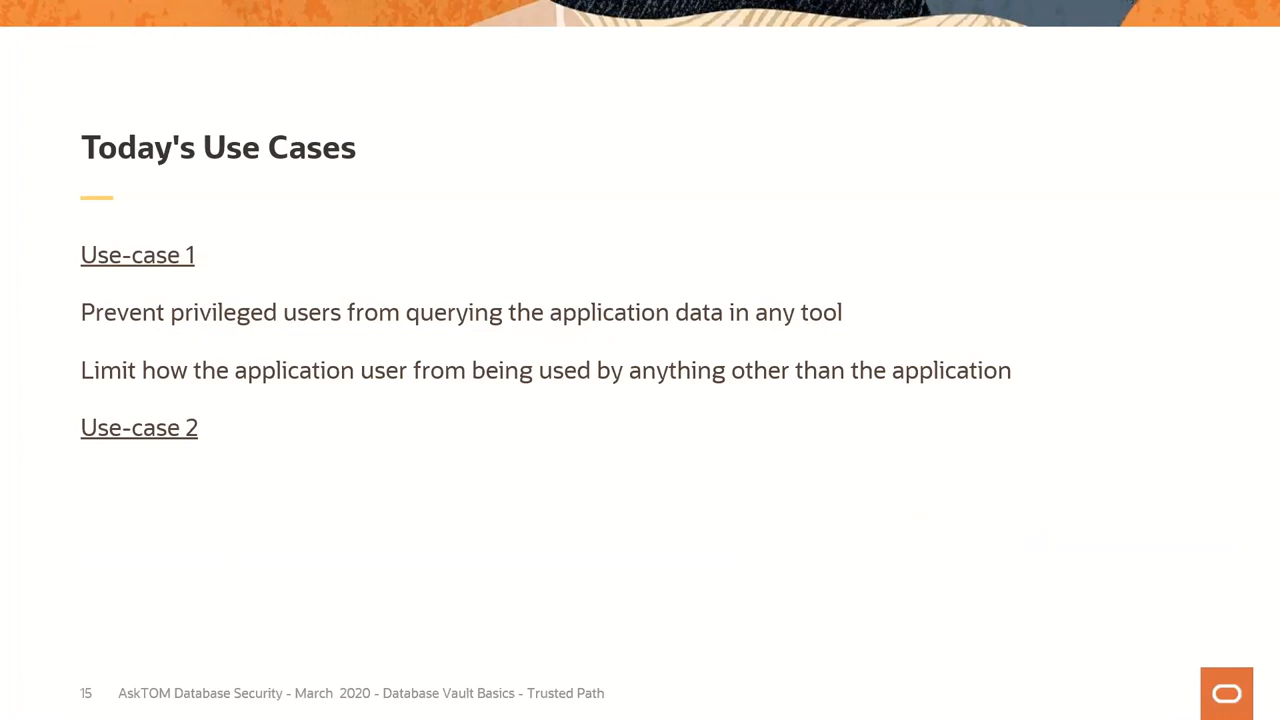 Today's Use Cases
Use-case 1
Prevent privileged users from querying the application data in any tool
Limit how the application user from being used by anything other than the application
Use-case 2
15 AskTOM Database Security - March 2020 - Database Vault Basics - Trusted Path